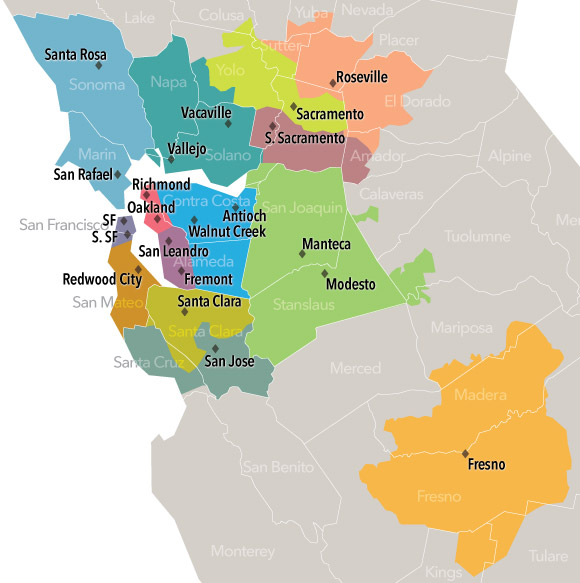 Lake
Colusa
Yuba
Nevada
Sutter
Placer
Santa Rosa
Sonoma
Napa
Yolo
Roseville
El Dorado
Vacaville
Sacramento
S. Sacramento
Marin
Vallejo
Solano
Amador
Alpine
San Rafael
Richmond
Contra Costa
Calaveras
Oakland
Antioch
San Joaquin
San Francisco
SF
S. SF
Walnut Creek
Tuolumne
San Leandro
Manteca
Alameda
Redwood City
Fremont
Modesto
San Mateo
Santa Clara
Stanslaus
Santa Clara
Mariposa
Santa Cruz
San Jose
Merced
Madera
San Benito
Fresno
Fresno
Monterey
Kings
Tulare